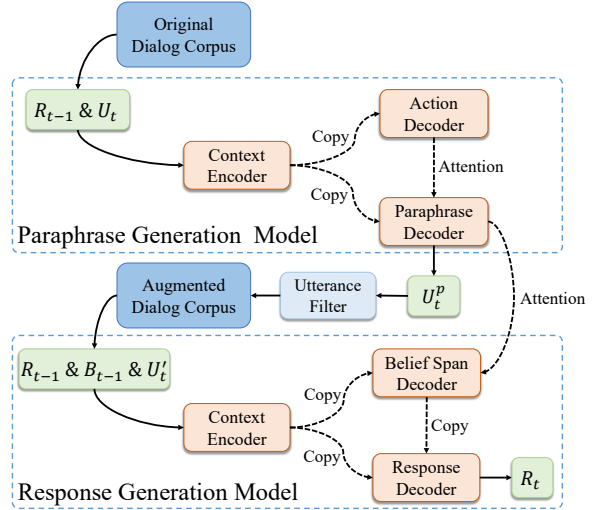 Original
Dialog Corpus
R_{t−1} & U_t
Context
Encoder
Copy
Copy
Action
Decoder
Attention
Paraphrase
Decoder
Paraphrase Generation Model
Augmented
Dialog Corpus
Utterance
Filter
U_t^p
Attention
R_{t−1} & B_{t−1} & U_t′
Context
Encoder
Copy
Copy
Belief Span
Decoder
Copy
Response
Decoder
R_t
Response Generation Model